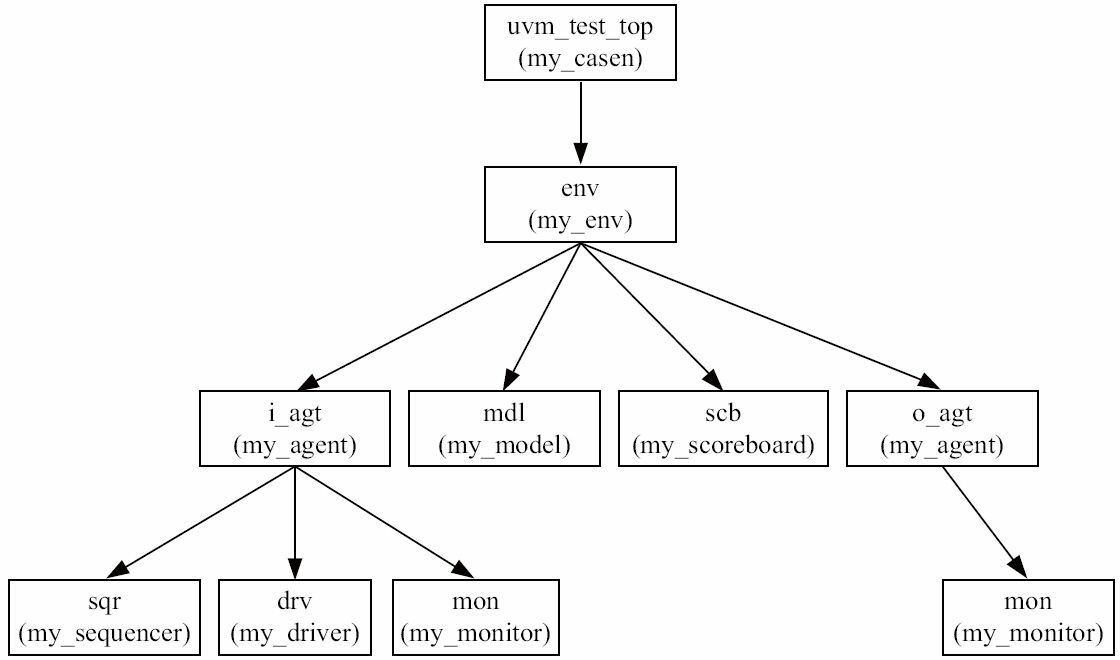 uvm_test_top
(my_casen)
env
(my_env)
i_agt
(my_agent)
mdl
(my_model)
scb
(my_scoreboard)
o_agt
(my_agent)
sqr
(my_sequencer)
drv
(my_driver)
mon
(my_monitor)
mon
(my_monitor)